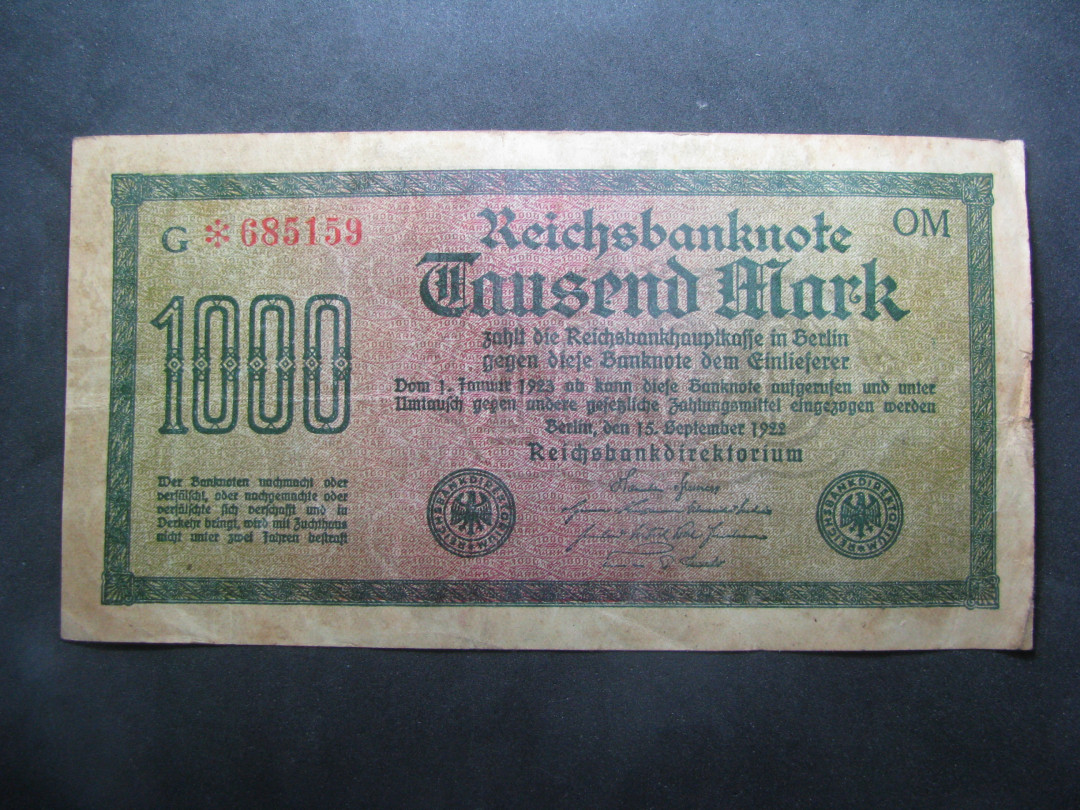 G * 685159
OM
Reichsbanknote
Tausend Mark
zahlt die Reichsbankhauptkasse in Berlin
gegen diese Banknote dem Einlieferer
Vom 1. Januar 1923 ab kann diese Banknote aufgerufen und unter
Umtausch gegen andere gesetzliche Zahlungsmittel eingezogen werden
Berlin, den 15. September 1922
Reichsbankdirektorium
1000
Wer Banknoten nachmacht oder
verfälscht, oder nachgemachte oder
verfälschte sich verschafft und in
Verkehr bringt, wird mit Zuchthaus
nicht unter zwei Jahren bestraft
REICHSBANKDIREKTORIUM
REICHSBANKDIREKTORIUM